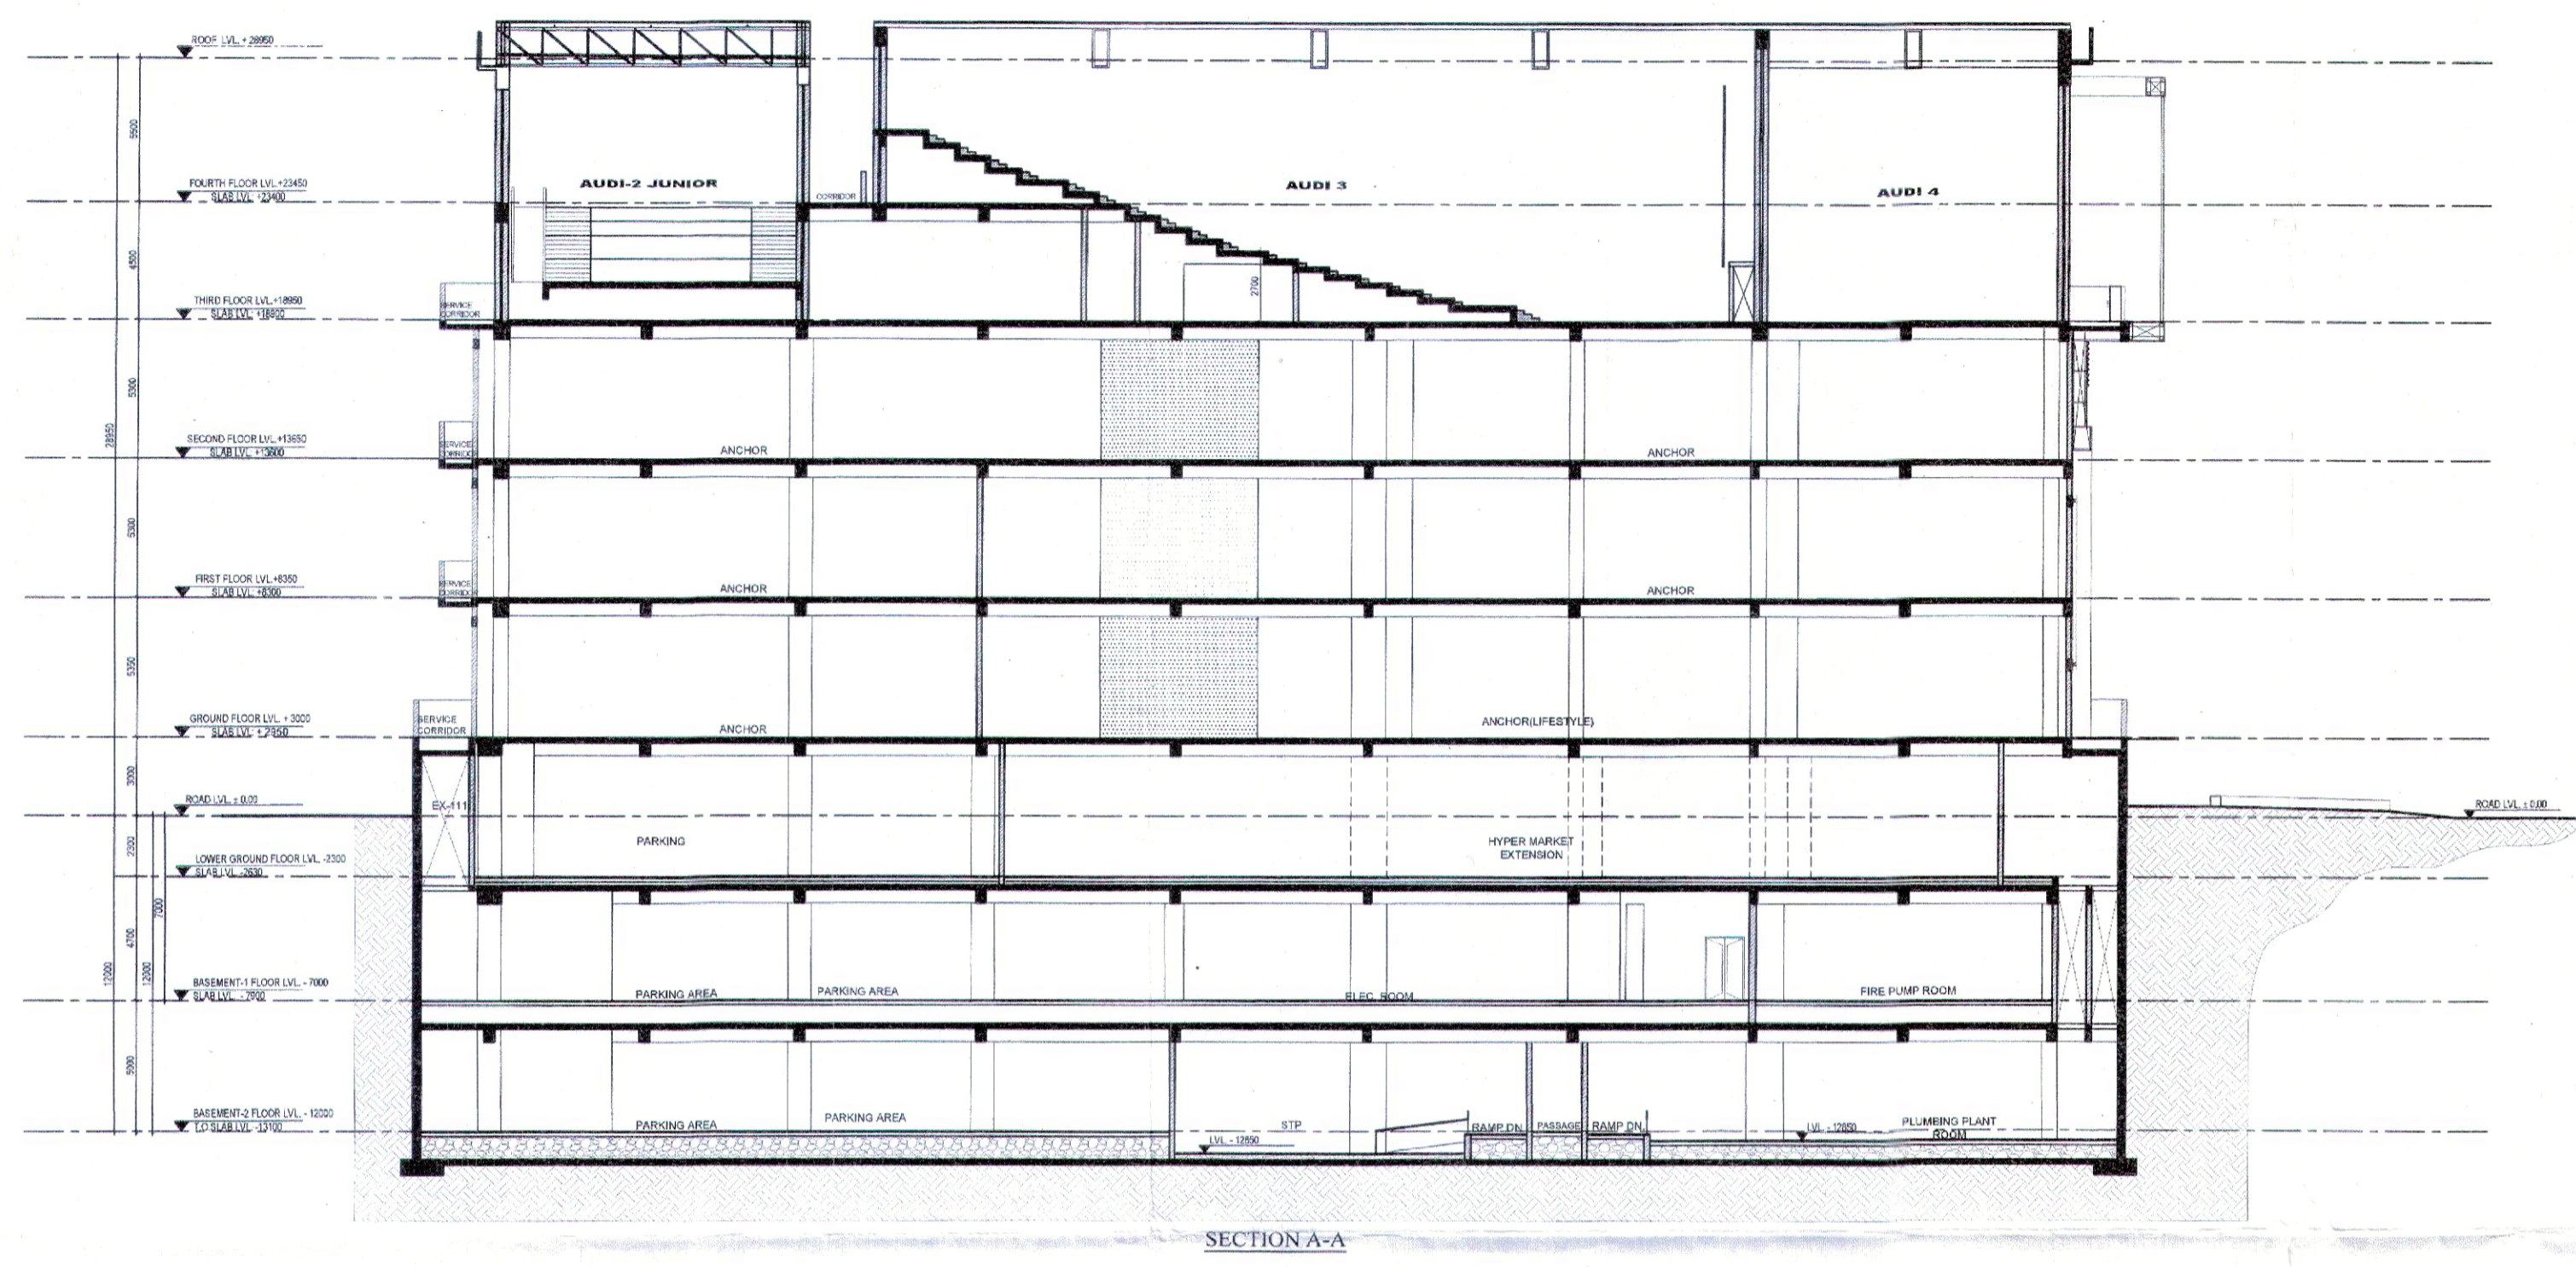 ROOF LVL. + 28950
5500
AUDI-2 JUNIOR
CORRIDOR
AUDI 3
AUDI 4
FOURTH FLOOR LVL.+23450
SLAB LVL. +23400
4500
2700
THIRD FLOOR LVL.+18950
SLAB LVL. +18900
SERVICE
CORRIDOR
5300
28950
SECOND FLOOR LVL.+13650
SLAB LVL. +13600
SERVICE
CORRIDOR
ANCHOR
ANCHOR
5300
FIRST FLOOR LVL.+8350
SLAB LVL. +8300
SERVICE
CORRIDOR
ANCHOR
ANCHOR
5350
GROUND FLOOR LVL. + 3000
SLAB LVL. + 2950
SERVICE
CORRIDOR
ANCHOR
ANCHOR(LIFESTYLE)
3000
EX-111
ROAD LVL. ± 0.00
ROAD LVL. ± 0.00
2300
PARKING
HYPER MARKET
EXTENSION
LOWER GROUND FLOOR LVL. -2300
SLAB LVL. -2630
7000
4700
12000
12000
BASEMENT-1 FLOOR LVL. - 7000
SLAB LVL. - 7900
PARKING AREA
PARKING AREA
ELEC. ROOM
FIRE PUMP ROOM
5000
BASEMENT-2 FLOOR LVL. - 12000
T.O SLAB LVL. -13100
PARKING AREA
PARKING AREA
STP
LVL - 12850
RAMP DN.
PASSAGE
RAMP DN.
LVL - 12850
PLUMBING PLANT
ROOM
SECTION A-A